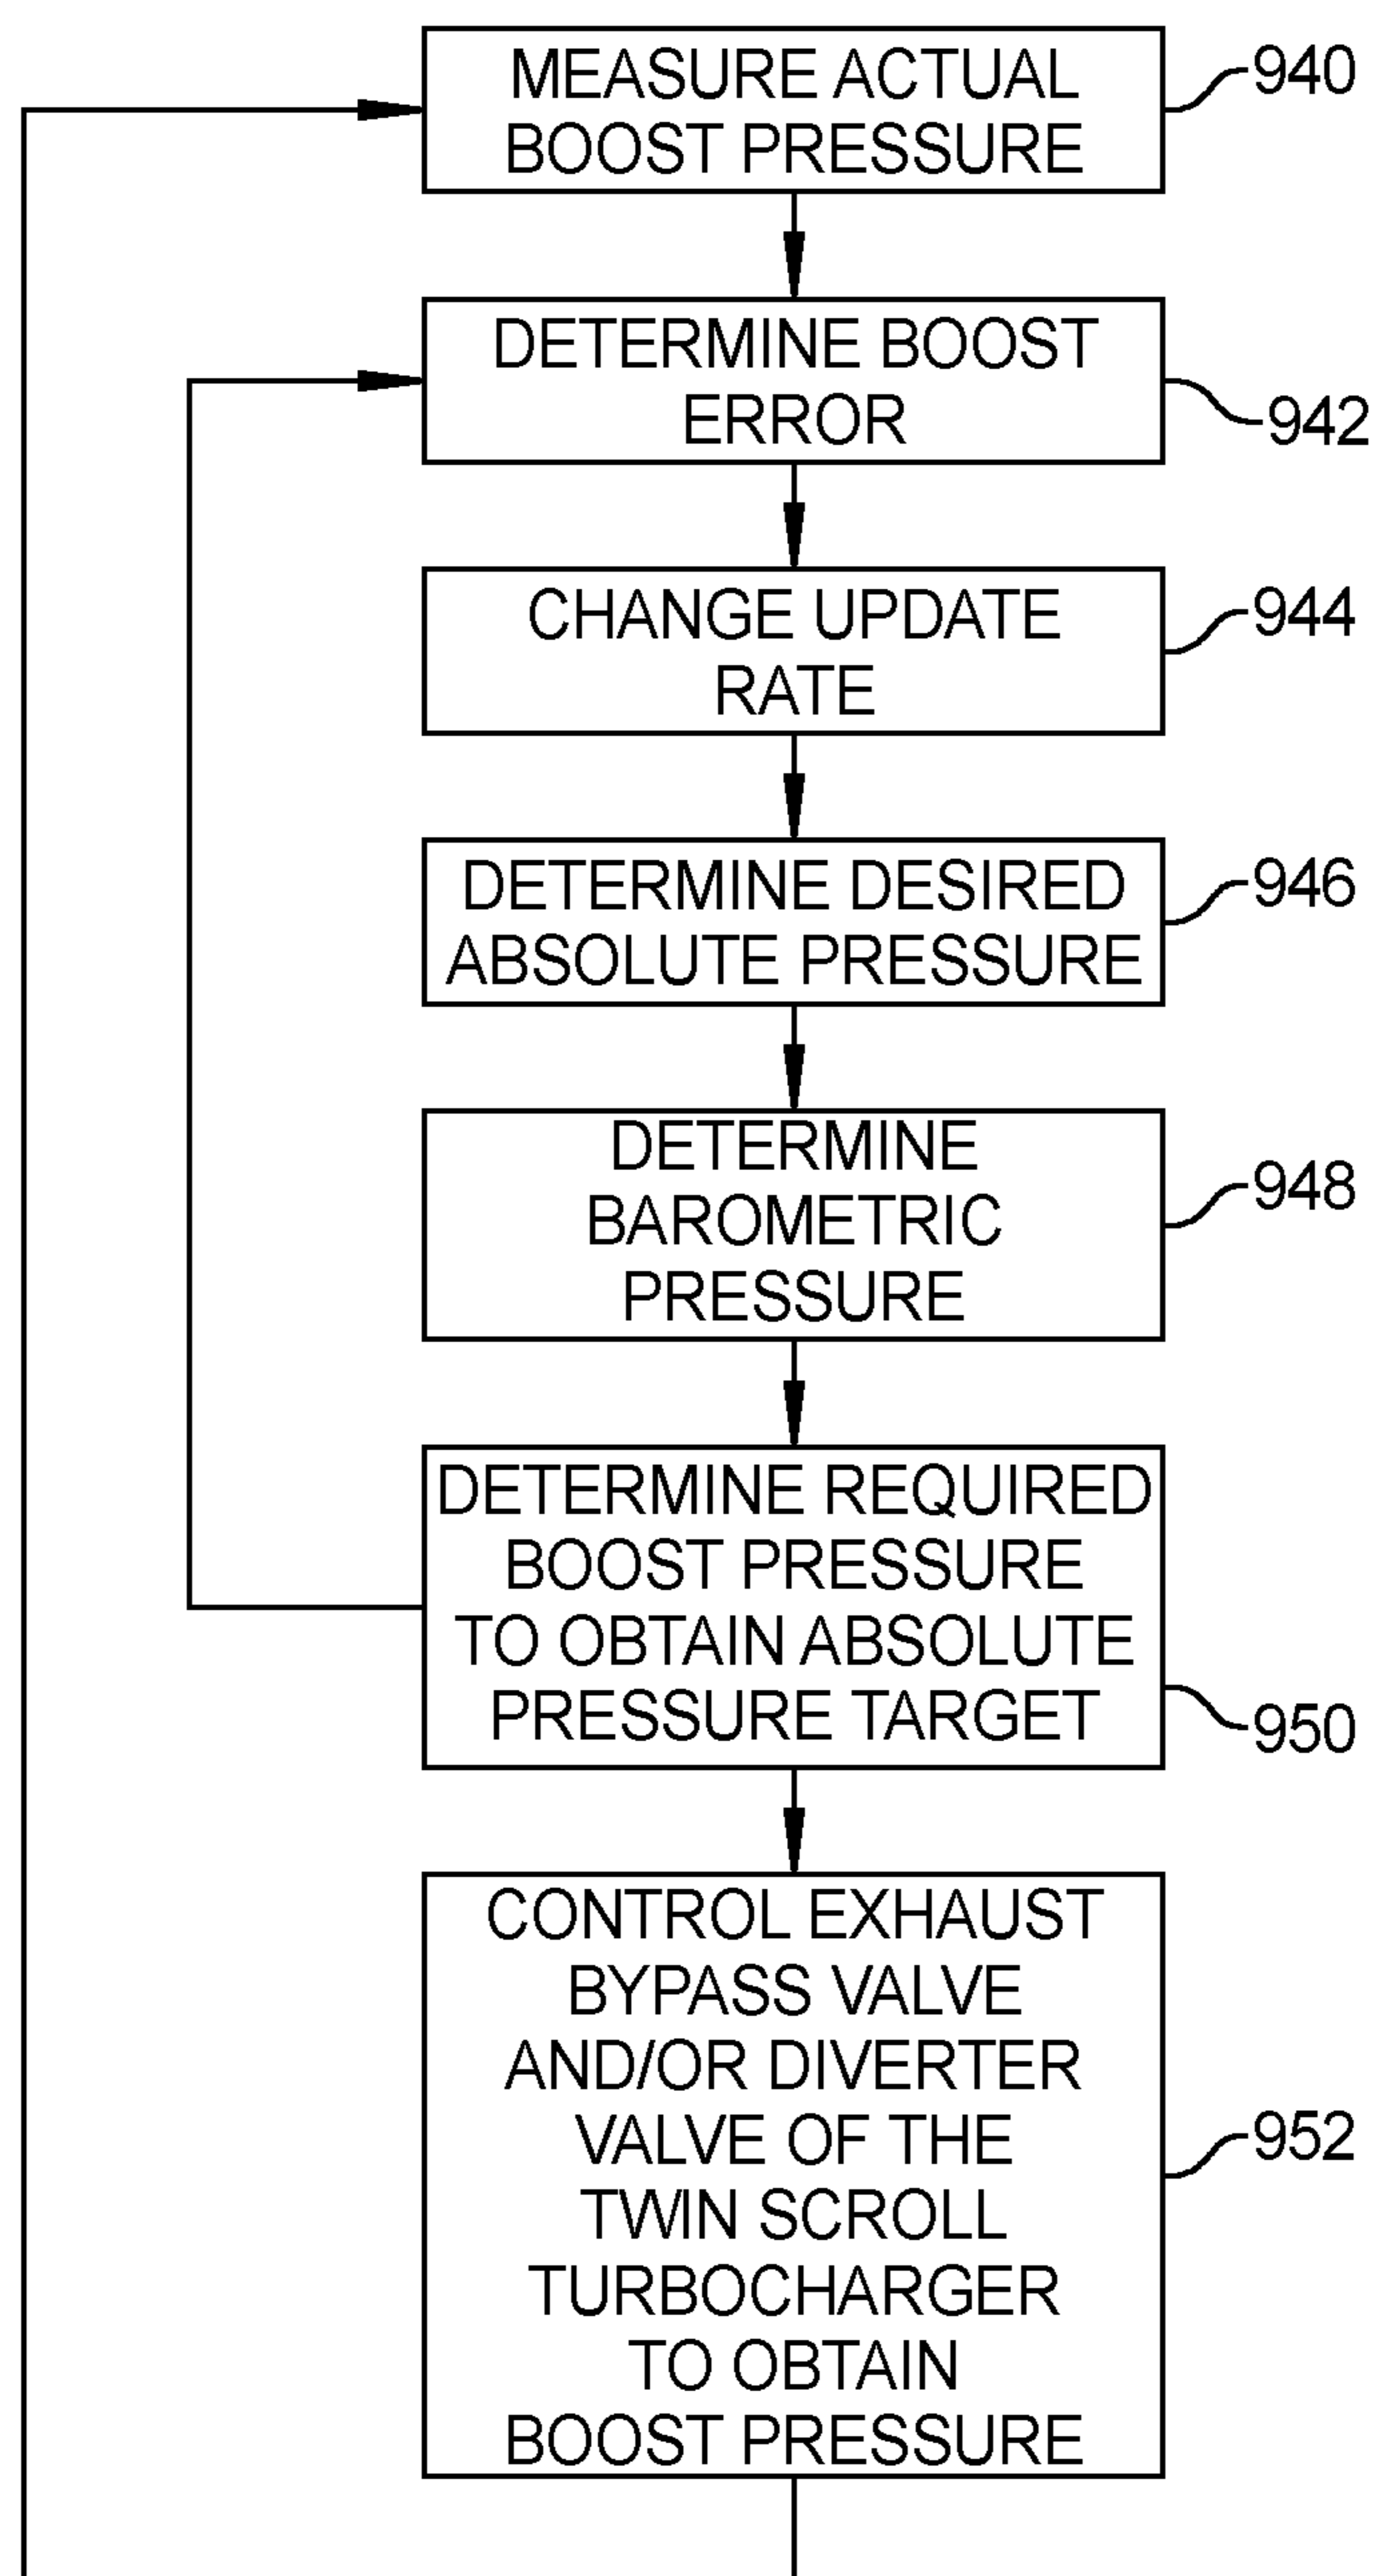 MEASURE ACTUAL
BOOST PRESSURE
940
DETERMINE BOOST
ERROR
942
CHANGE UPDATE
RATE
944
DETERMINE DESIRED
ABSOLUTE PRESSURE
946
DETERMINE
BAROMETRIC
PRESSURE
948
DETERMINE REQUIRED
BOOST PRESSURE
TO OBTAIN ABSOLUTE
PRESSURE TARGET
950
CONTROL EXHAUST
BYPASS VALVE
AND/OR DIVERTER
VALVE OF THE
TWIN SCROLL
TURBOCHARGER
TO OBTAIN
BOOST PRESSURE
952